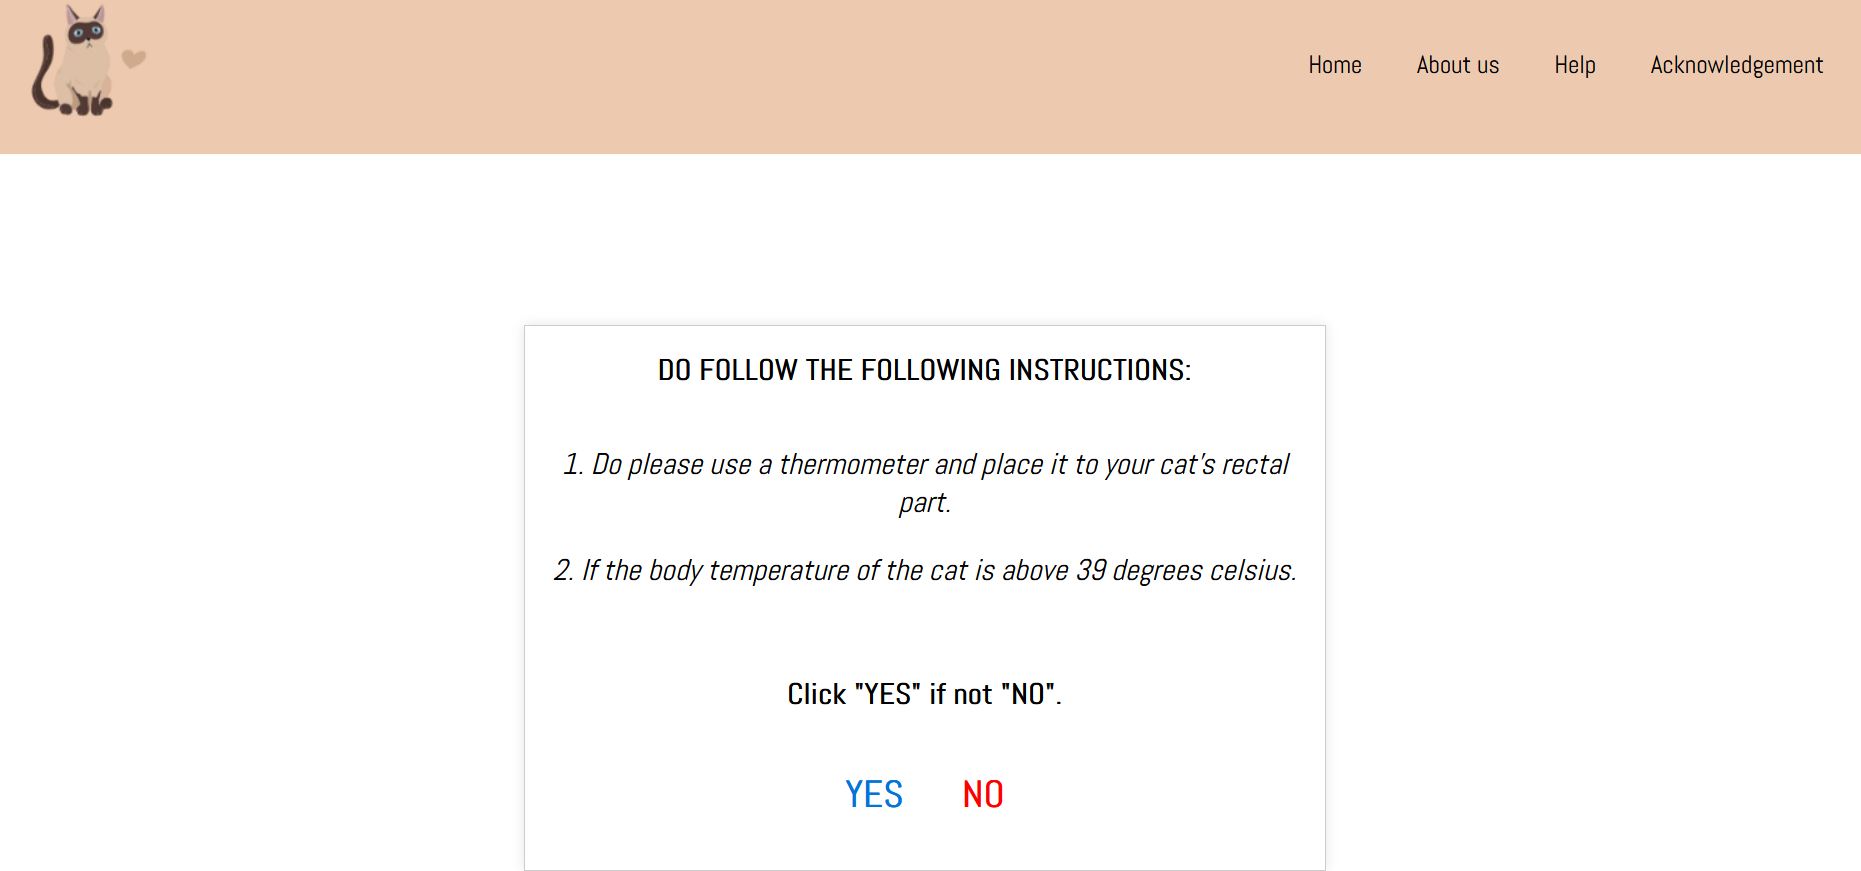 Home About us Help Acknowledgement
DO FOLLOW THE FOLLOWING INSTRUCTIONS:
1. Do please use a thermometer and place it to your cat's rectal
part.
2. If the body temperature of the cat is above 39 degrees celsius.
Click "YES" if not "NO".
YES NO